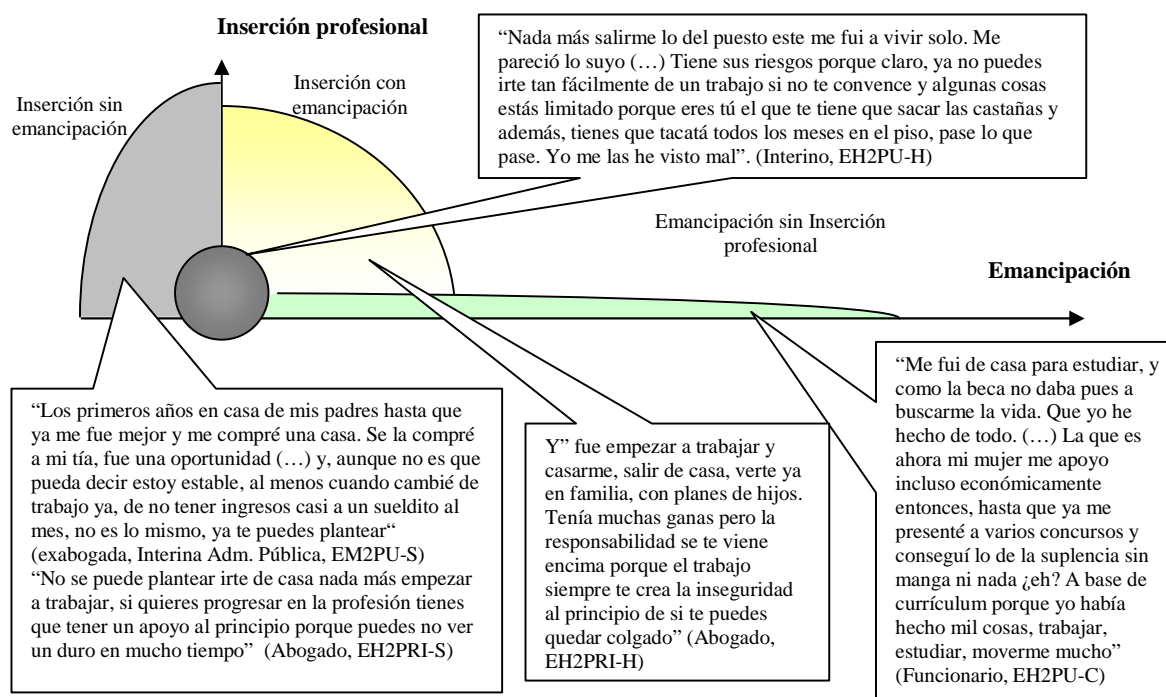 Inserción profesional
Inserción sin
emancipación
Inserción con
emancipación
“Nada más salirme lo del puesto este me fui a vivir solo. Me
pareció lo suyo (…) Tiene sus riesgos porque claro, ya no puedes
irte tan fácilmente de un trabajo si no te convence y algunas cosas
estás limitado porque eres tú el que te tiene que sacar las castañas y
además, tienes que tacatá todos los meses en el piso, pase lo que
pase. Yo me las he visto mal”. (Interino, EH2PU-H)
Emancipación sin Inserción
profesional
Emancipación
“Los primeros años en casa de mis padres hasta que
ya me fue mejor y me compré una casa. Se la compré
a mi tía, fue una oportunidad (…) y, aunque no es que
pueda decir estoy estable, al menos cuando cambié de
trabajo ya, de no tener ingresos casi a un sueldito al
mes, no es lo mismo, ya te puedes plantear“
(exabogada, Interina Adm. Pública, EM2PU-S)
“No se puede plantear irte de casa nada más empezar
a trabajar, si quieres progresar en la profesión tienes
que tener un apoyo al principio porque puedes no ver
un duro en mucho tiempo” (Abogado, EH2PRI-S)
Y” fue empezar a trabajar y
casarme, salir de casa, verte ya
en familia, con planes de hijos.
Tenía muchas ganas pero la
responsabilidad se te viene
encima porque el trabajo
siempre te crea la inseguridad
al principio de si te puedes
quedar colgado” (Abogado,
EH2PRI-H)
“Me fui de casa para estudiar, y
como la beca no daba pues a
buscarme la vida. Que yo he
hecho de todo. (…) La que es
ahora mi mujer me apoyo
incluso económicamente
entonces, hasta que ya me
presenté a varios concursos y
conseguí lo de la suplencia sin
manga ni nada ¿eh? A base de
currículum porque yo había
hecho mil cosas, trabajar,
estudiar, moverme mucho”
(Funcionario, EH2PU-C)